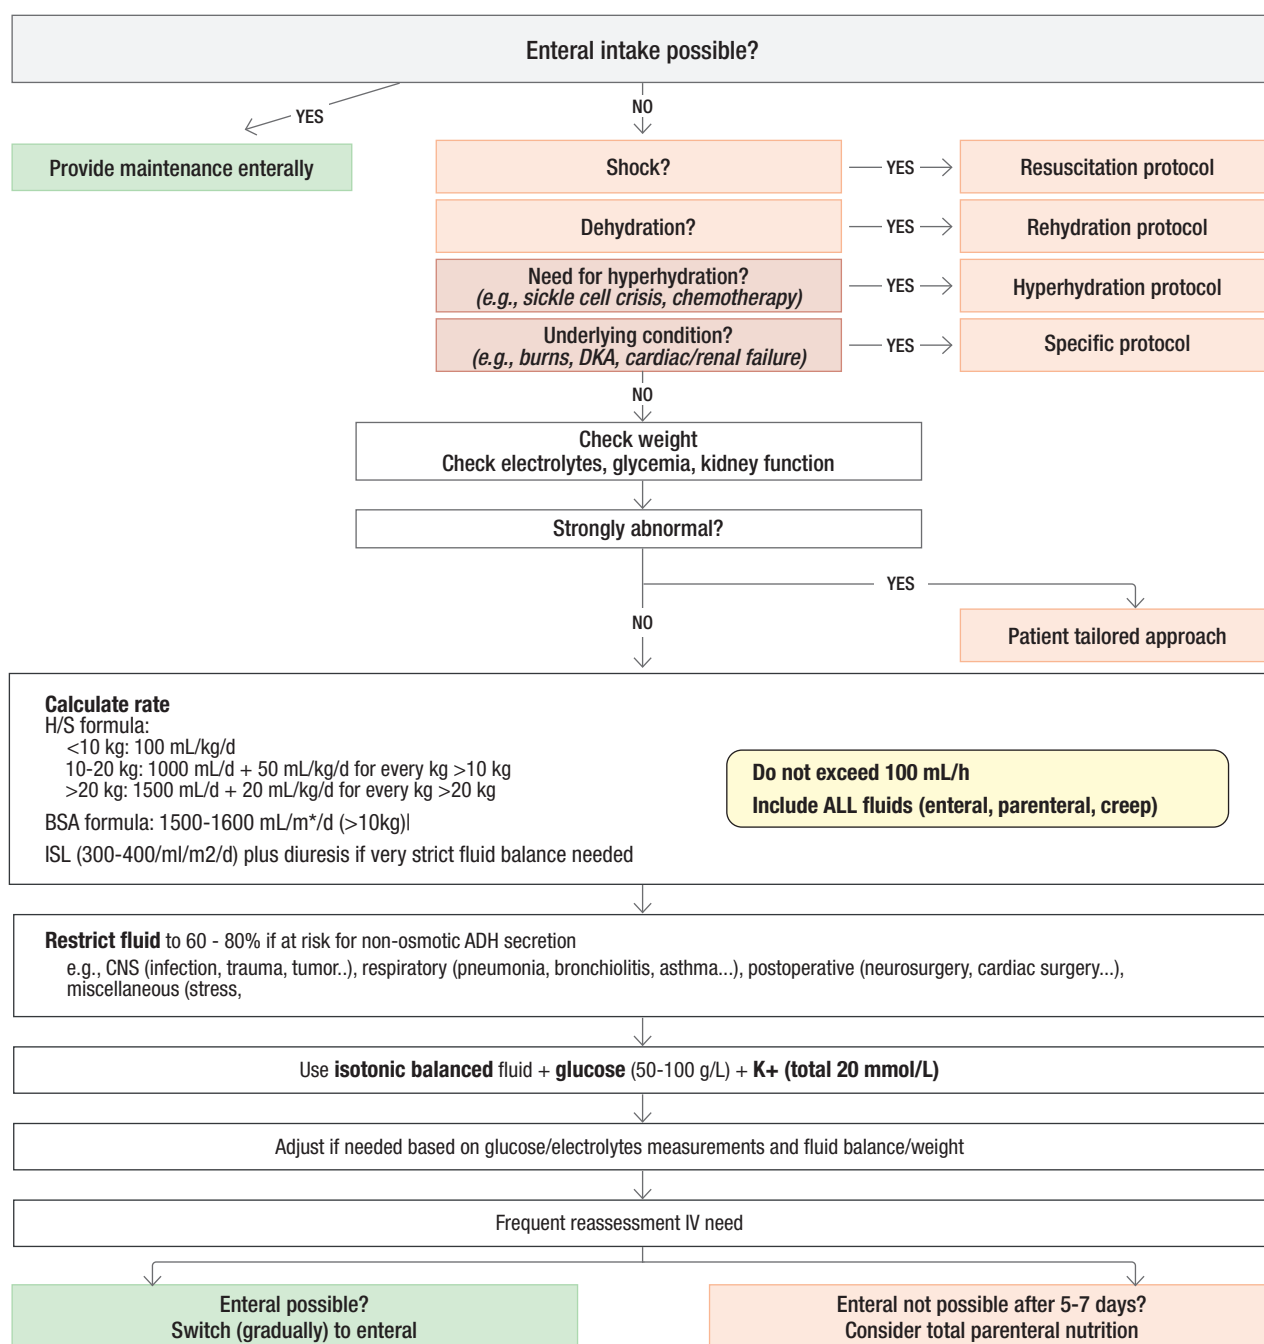 Enteral intake possible?
YES
NO
Provide maintenance enterally
Shock?
YES
Resuscitation protocol
Dehydration?
YES
Rehydration protocol
Need for hyperhydration?
(e.g., sickle cell crisis, chemotherapy)
YES
Hyperhydration protocol
Underlying condition?
(e.g., burns, DKA, cardiac/renal failure)
YES
Specific protocol
NO
Check weight
Check electrolytes, glycemia, kidney function
Strongly abnormal?
YES
NO
Patient tailored approach
Calculate rate
H/S formula:
<10 kg: 100 mL/kg/d
10-20 kg: 1000 mL/d + 50 mL/kg/d for every kg >10 kg
>20 kg: 1500 mL/d + 20 mL/kg/d for every kg >20 kg
BSA formula: 1500-1600 mL/m*/d (>10kg)|
ISL (300-400/ml/m2/d) plus diuresis if very strict fluid balance needed
Do not exceed 100 mL/h
Include ALL fluids (enteral, parenteral, creep)
Restrict fluid to 60 - 80% if at risk for non-osmotic ADH secretion
e.g., CNS (infection, trauma, tumor..), respiratory (pneumonia, bronchiolitis, asthma...), postoperative (neurosurgery, cardiac surgery...),
miscellaneous (stress,
Use isotonic balanced fluid + glucose (50-100 g/L) + K+ (total 20 mmol/L)
Adjust if needed based on glucose/electrolytes measurements and fluid balance/weight
Frequent reassessment IV need
Enteral possible?
Switch (gradually) to enteral
Enteral not possible after 5-7 days?
Consider total parenteral nutrition